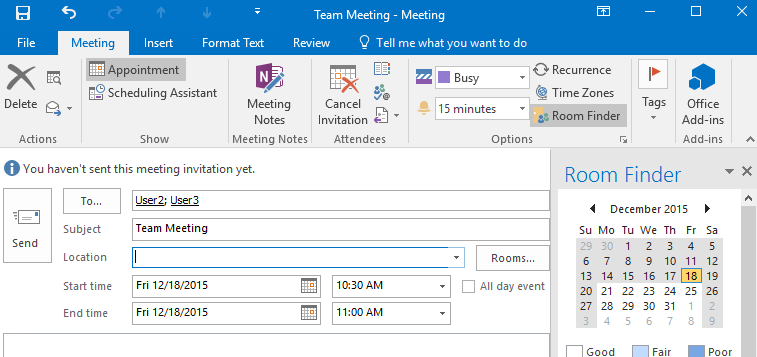 Team Meeting - Meeting
File Meeting Insert Format Text Review Tell me what you want to do
Delete
Actions
Appointment
Scheduling Assistant
Show
Meeting
Notes
Meeting Notes
Cancel
Invitation
Attendees
Busy
15 minutes
Recurrence
Time Zones
Room Finder
Options
Tags
Office
Add-ins
Add-ins
You haven't sent this meeting invitation yet.
Send
To... User2; User3
Subject Team Meeting
Location Rooms...
Start time Fri 12/18/2015 10:30 AM All day event
End time Fri 12/18/2015 11:00 AM
Room Finder
December 2015
Su Mo Tu We Th Fr Sa
29 30 1 2 3 4 5
6 7 8 9 10 11 12
13 14 15 16 17 18 19
20 21 22 23 24 25 26
27 28 29 30 31 1 2
3 4 5 6 7 8 9
Good Fair Poor